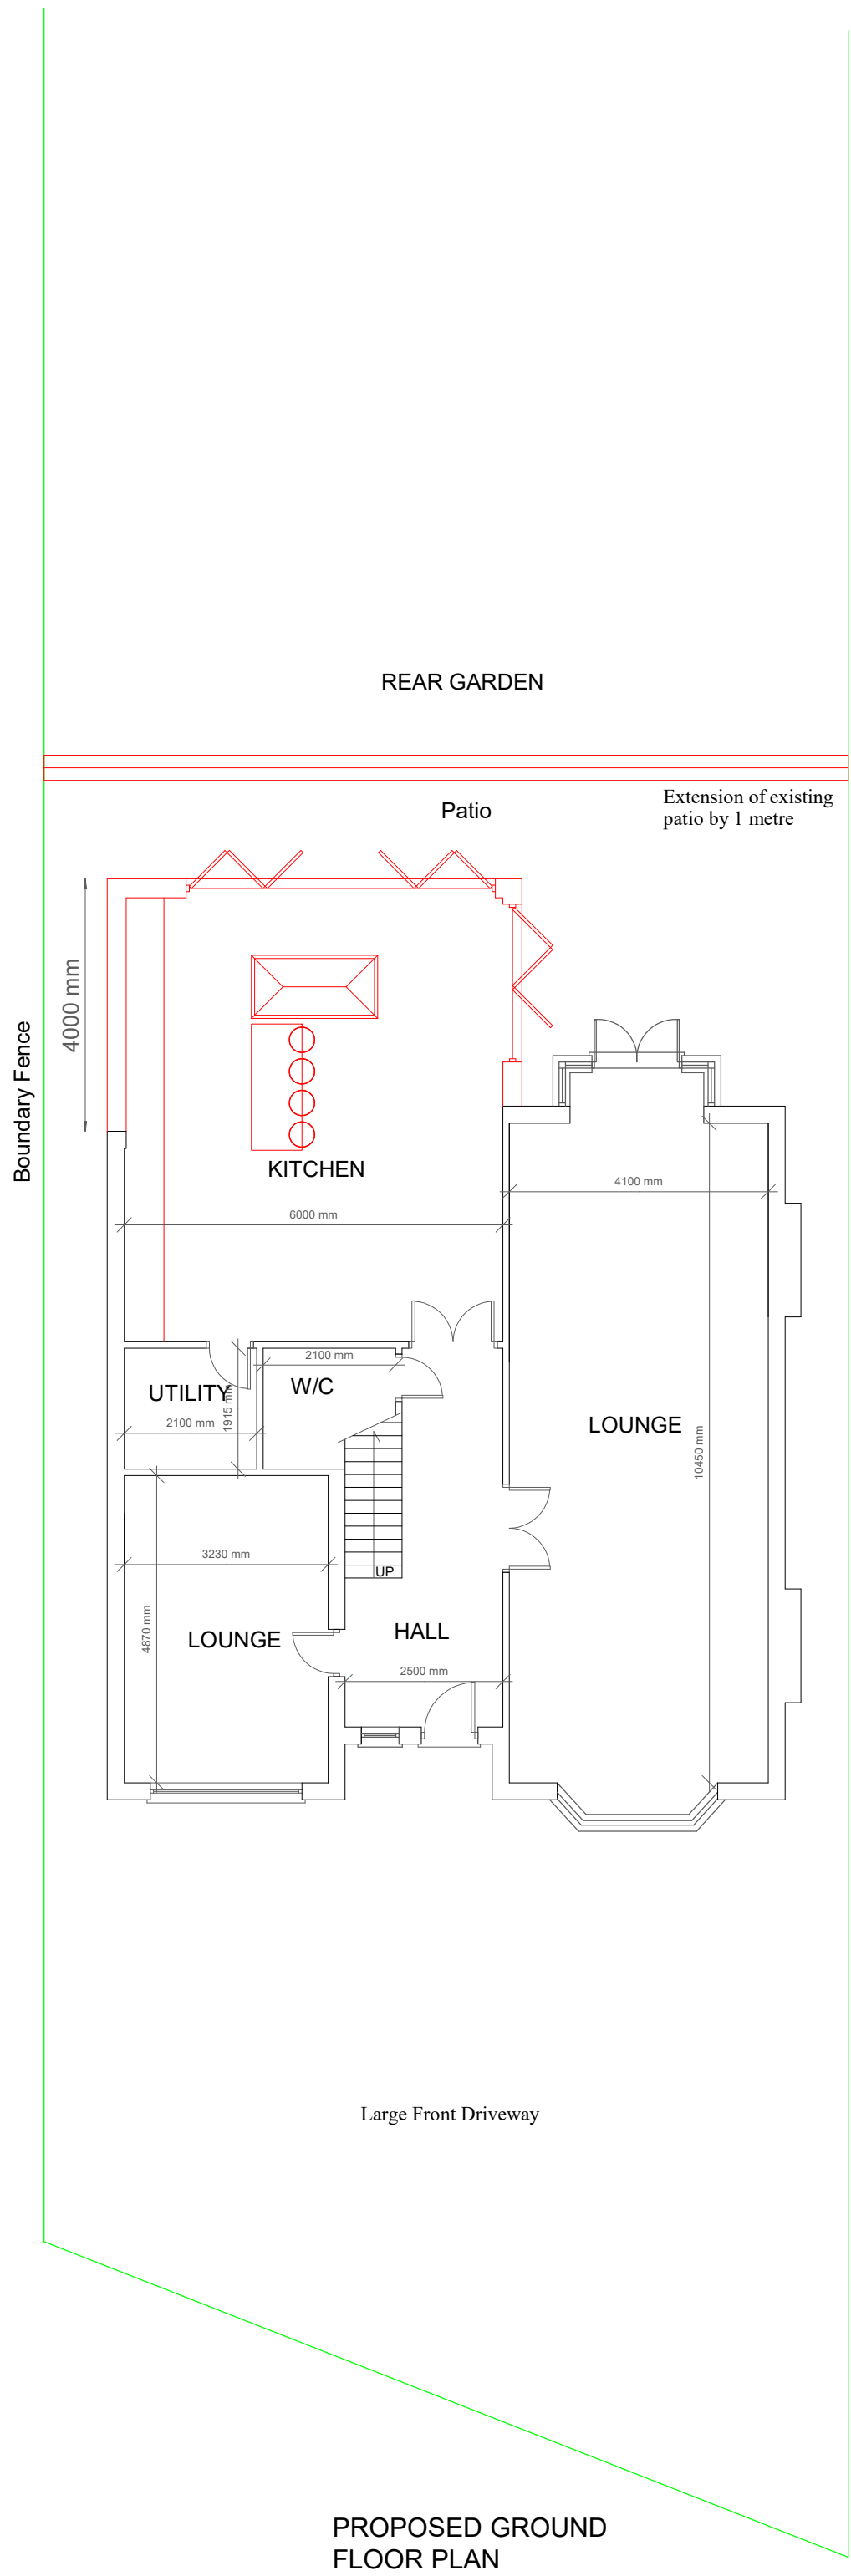 REAR GARDEN
Patio
Extension of existing
patio by 1 metre
4000 mm
Boundary Fence
KITCHEN
4100 mm
6000 mm
2100 mm
W/C
UTILITY
1915 mm
2100 mm
LOUNGE
10450 mm
3230 mm
UP
4870 mm
LOUNGE
HALL
2500 mm
Large Front Driveway
PROPOSED GROUND
FLOOR PLAN